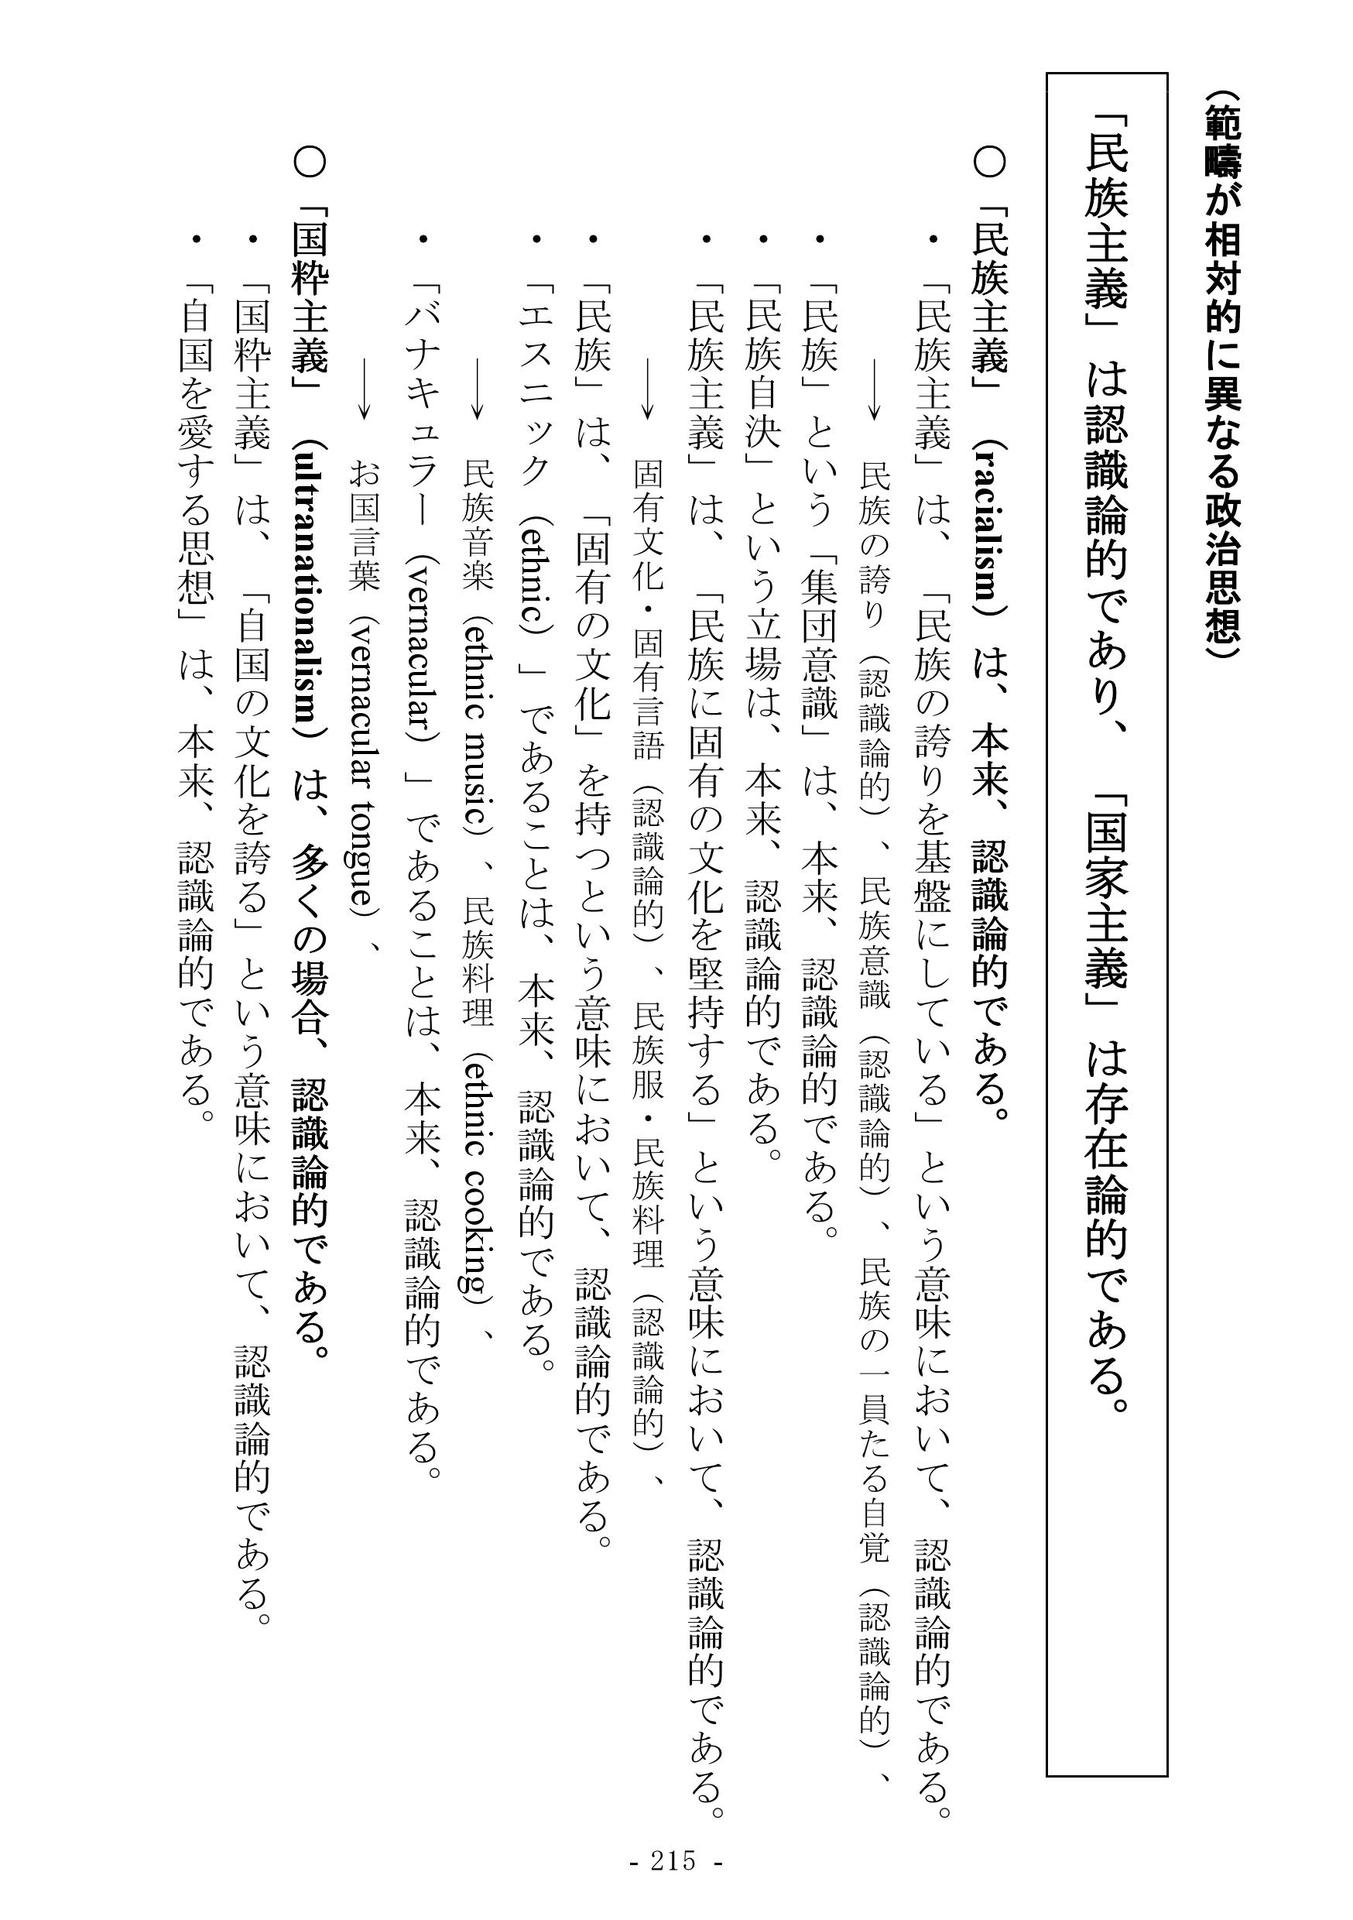 （範疇が相対的に異なる政治思想）
「民族主義」は認識論的であり、「国家主義」は存在論的である。
○「民族主義」（racialism）は、本来、認識論的である。
・「民族主義」は、「民族の誇りを基盤にしている」という意味において、認識論的である。
→ 民族の誇り（認識論的）、民族意識（認識論的）、民族の一員たる自覚（認識論的）、
・「民族」という「集団意識」は、本来、認識論的である。
・「民族自決」という立場は、本来、認識論的である。
・「民族主義」は、「民族に固有の文化を堅持する」という意味において、認識論的である。
→ 固有文化・固有言語（認識論的）、民族服・民族料理（認識論的）、
・「民族」は、「固有の文化」を持つという意味において、認識論的である。
・「エスニック（ethnic）」であることは、本来、認識論的である。
→ 民族音楽（ethnic music）、民族料理（ethnic cooking）、
・「バナキュラー（vernacular）」であることは、本来、認識論的である。
→ お国言葉（vernacular tongue）、
○「国粋主義」（ultranationalism）は、多くの場合、認識論的である。
・「国粋主義」は、「自国の文化を誇る」という意味において、認識論的である。
・「自国を愛する思想」は、本来、認識論的である。
- 215 -